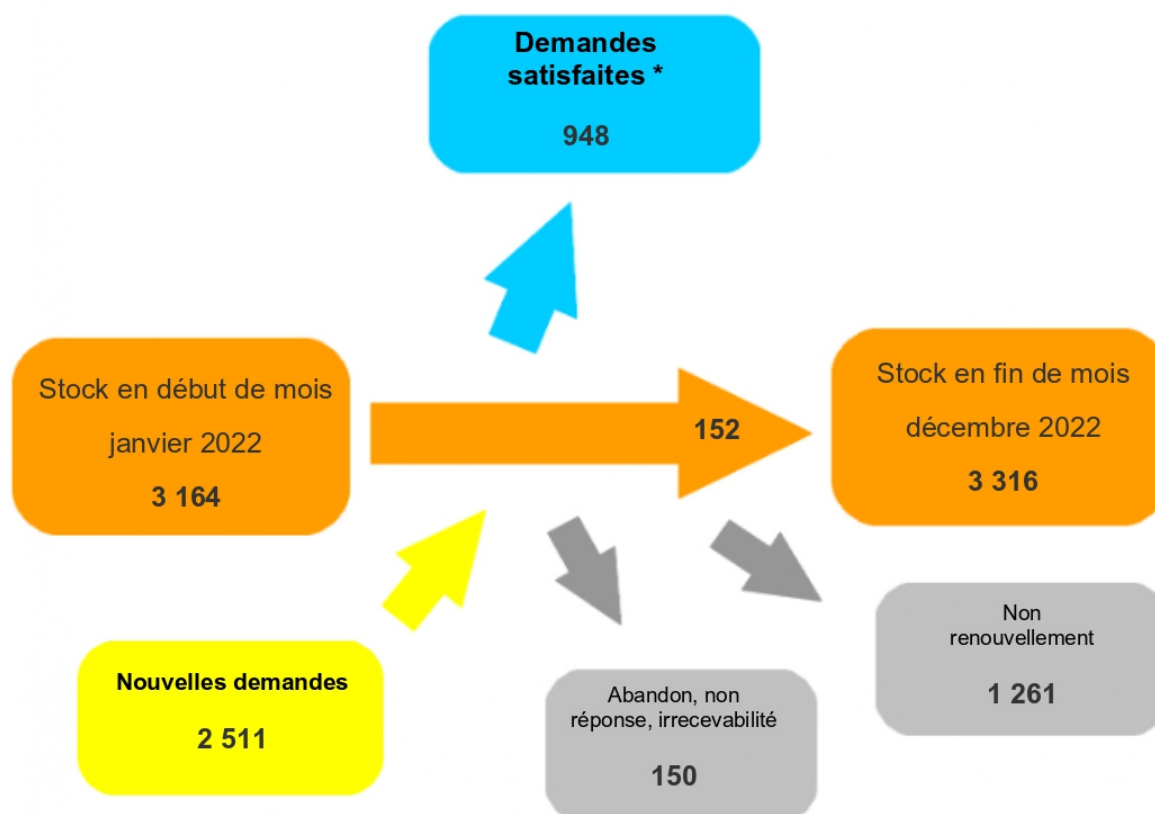 Demandes
satisfaites *
948
Stock en début de mois
janvier 2022
3 164
152
Stock en fin de mois
décembre 2022
3 316
Nouvelles demandes
2 511
Abandon, non
réponse, irrecevabilité
150
Non
renouvellement
1 261